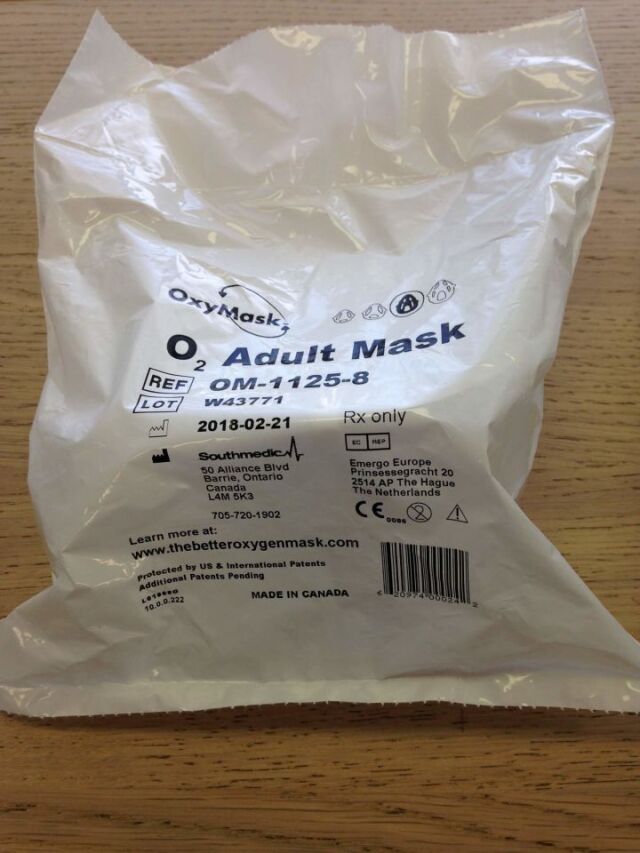 OxyMask
O2 Adult Mask
REF OM-1125-8
LOT W43771
2018-02-21
Rx only
Southmedic
50 Alliance Blvd
Barrie, Ontario
Canada
L4M 5K3
705-720-1902
EC REP
Emergo Europe
Prinsessegracht 20
2514 AP The Hague
The Netherlands
CE 0086
Learn more at:
www.thebetteroxygenmask.com
Protected by US & International Patents
Additional Patents Pending
10.0.0.222
MADE IN CANADA